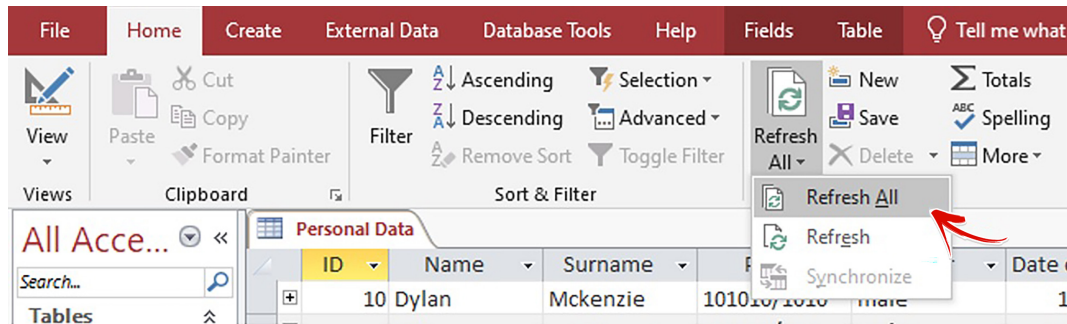 File Home Create External Data Database Tools Help Fields Table Tell me what
View Paste Cut Copy Format Painter
Views Clipboard
Filter Ascending Descending Remove Sort Selection Advanced Toggle Filter
Sort & Filter
Refresh All New Save Delete Totals Spelling More
Refresh All
Refresh
Synchronize
All Acce...
Search...
Tables
Personal Data
ID Name Surname Date
10 Dylan Mckenzie 101010/1010 male